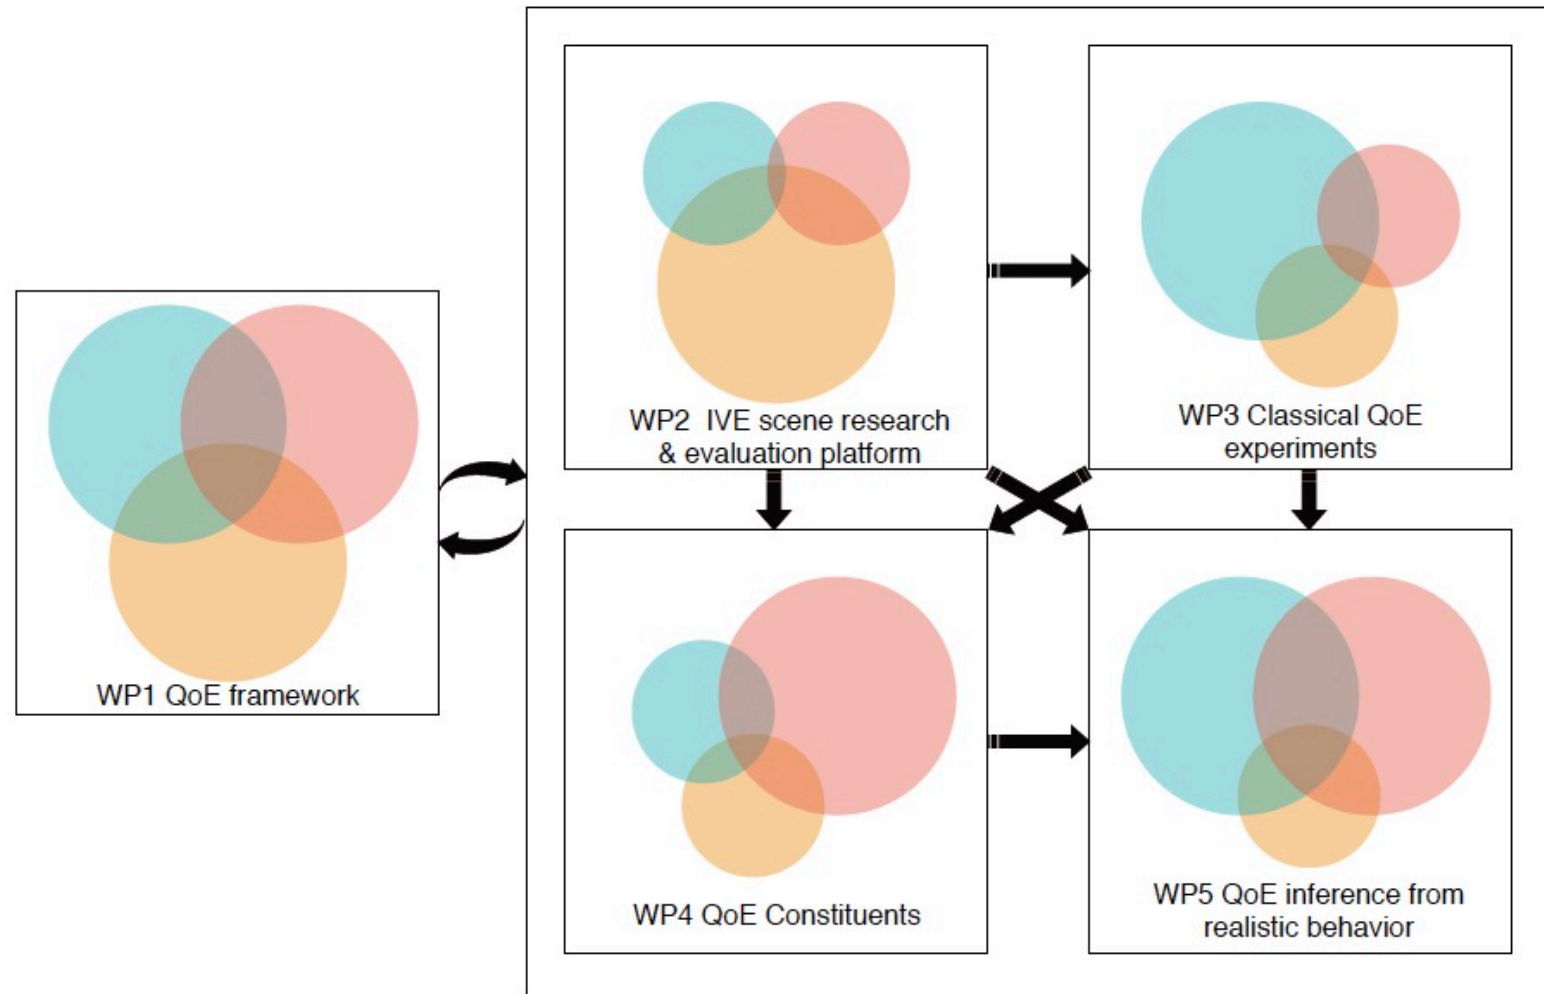 WP1 QoE framework
WP2 IVE scene research
& evaluation platform
WP3 Classical QoE
experiments
WP4 QoE Constituents
WP5 QoE inference from
realistic behavior